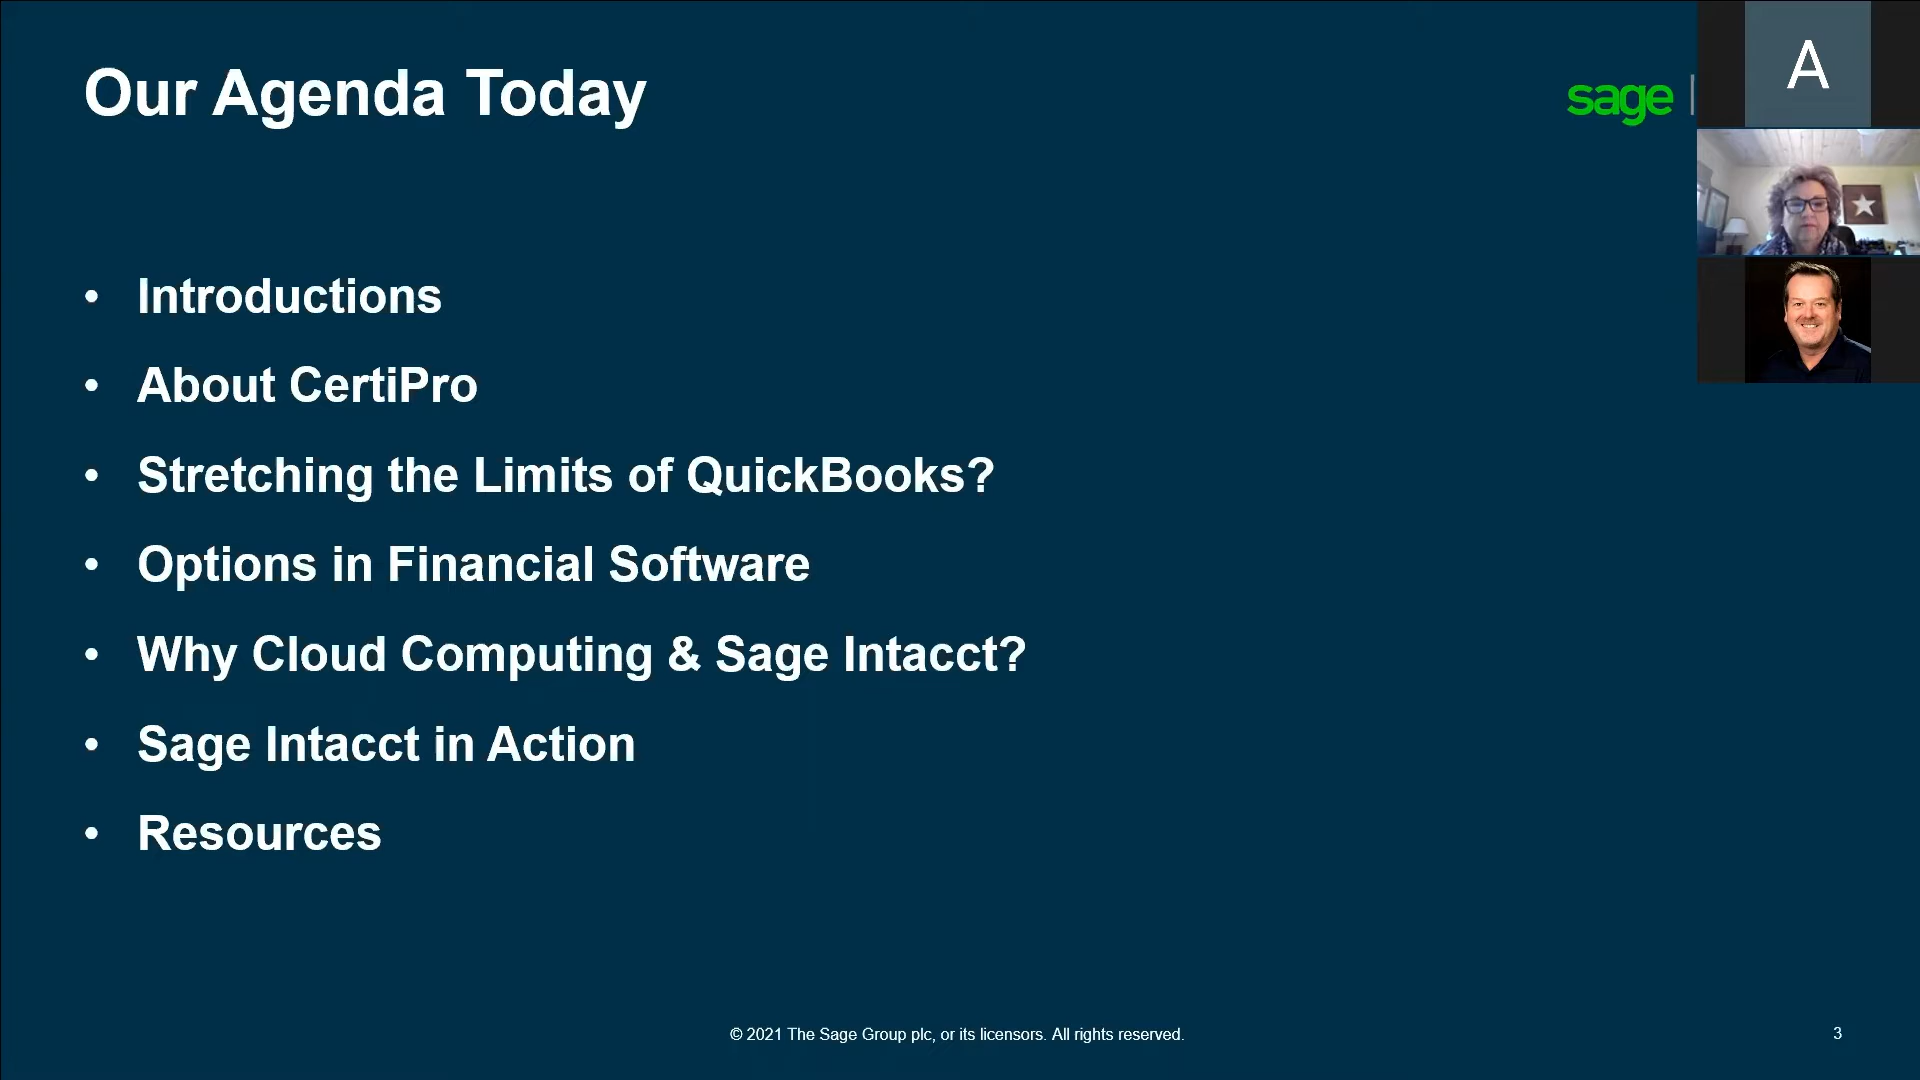 Our Agenda Today
sage
A
• Introductions
• About CertiPro
• Stretching the Limits of QuickBooks?
• Options in Financial Software
• Why Cloud Computing & Sage Intacct?
• Sage Intacct in Action
• Resources
© 2021 The Sage Group plc, or its licensors. All rights reserved.
3